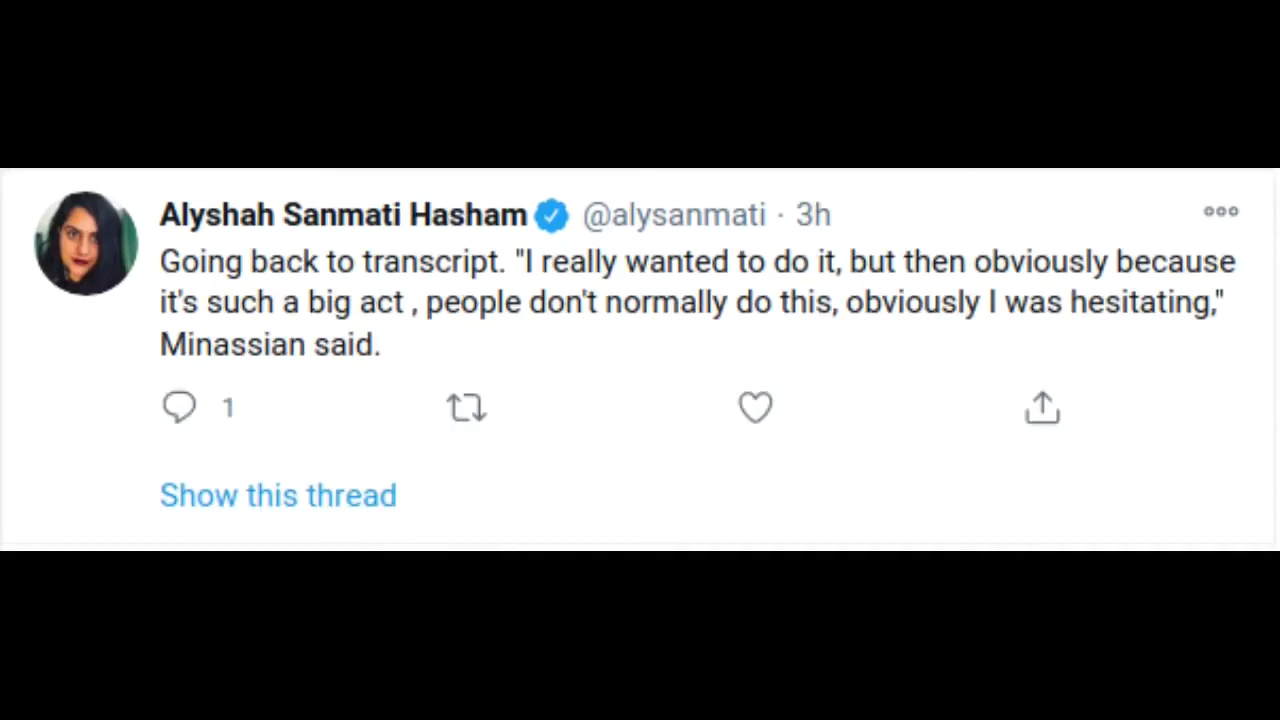 Alyshah Sanmati Hasham @alysanmati · 3h
Going back to transcript. "I really wanted to do it, but then obviously because
it's such a big act , people don't normally do this, obviously I was hesitating,"
Minassian said.
1
Show this thread